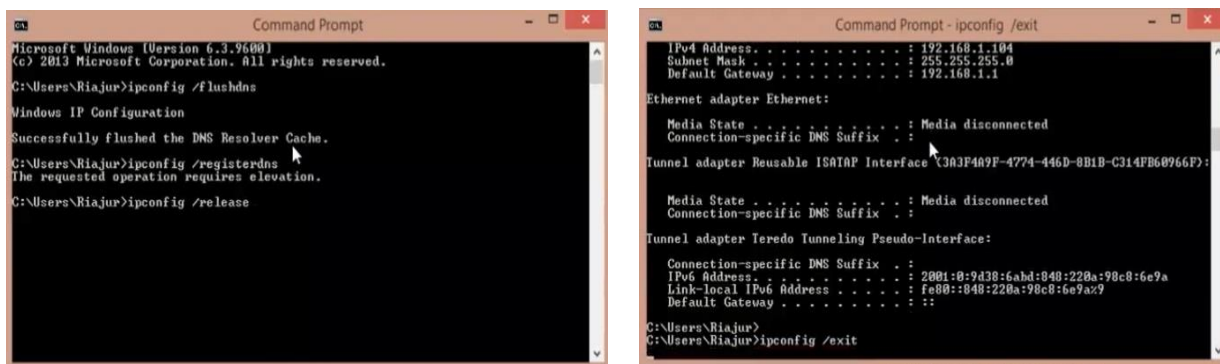 Command Prompt
Microsoft Windows [Version 6.3.9600]
(c) 2013 Microsoft Corporation. All rights reserved.
C:\Users\Riajur>ipconfig /flushdns
Windows IP Configuration
Successfully flushed the DNS Resolver Cache.
C:\Users\Riajur>ipconfig /registerdns
The requested operation requires elevation.
C:\Users\Riajur>ipconfig /release
Command Prompt - ipconfig /exit
IPv4 Address. . . . . . . . . . . : 192.168.1.104
Subnet Mask . . . . . . . . . . . : 255.255.255.0
Default Gateway . . . . . . . . . : 192.168.1.1
Ethernet adapter Ethernet:
Media State . . . . . . . . . . . : Media disconnected
Connection-specific DNS Suffix  . :
Tunnel adapter Reusable ISATAP Interface {3A3F4A9F-4774-446D-8B1B-C314FB60966F}:
Media State . . . . . . . . . . . : Media disconnected
Connection-specific DNS Suffix  . :
Tunnel adapter Teredo Tunneling Pseudo-Interface:
Connection-specific DNS Suffix  . :
IPv6 Address. . . . . . . . . . . : 2001:0:9d38:6abd:848:220a:98c8:6e9a
Link-local IPv6 Address . . . . . : fe80::848:220a:98c8:6e9a%9
Default Gateway . . . . . . . . . : ::
C:\Users\Riajur>
C:\Users\Riajur>ipconfig /exit